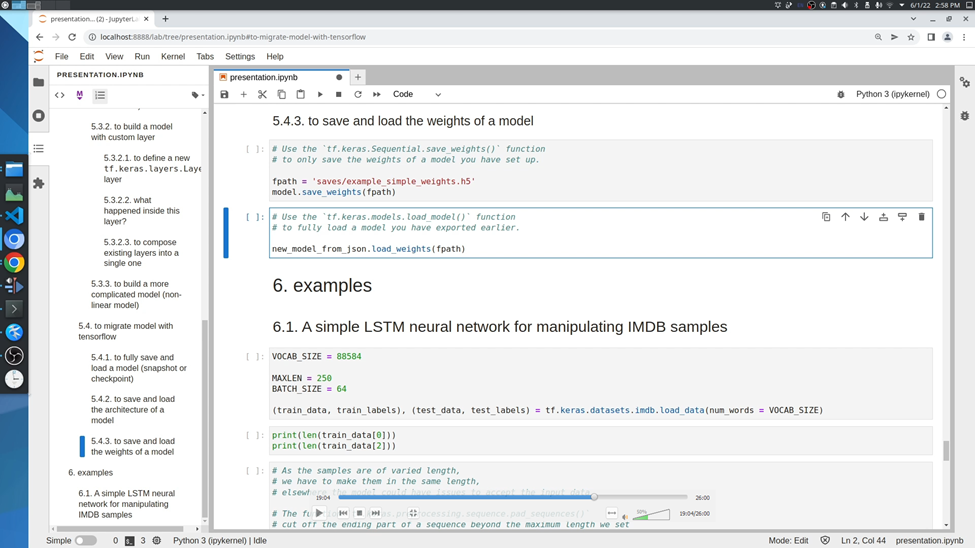 6/1/22 2:58 PM
presentation.... (2) - JupyterL
localhost:8888/lab/tree/presentation.ipynb#to-migrate-model-with-tensorflow
File Edit View Run Kernel Tabs Settings Help
PRESENTATION.IPYNB
presentation.ipynb
Code
Python 3 (ipykernel)
5.3.2. to build a model
with custom layer
5.3.2.1. to define a new
tf.keras.layers.Laye
layer
5.3.2.2. what
happened inside this
layer?
5.3.2.3. to compose
existing layers into a
single one
5.3.3. to build a more
complicated model (non-
linear model)
5.4. to migrate model with
tensorflow
5.4.1. to fully save and
load a model (snapshot or
checkpoint)
5.4.2. to save and load
the architecture of a
model
5.4.3. to save and load
the weights of a model
6. examples
6.1. A simple LSTM neural
network for manipulating
IMDB samples
5.4.3. to save and load the weights of a model
[ ]: # Use the `tf.keras.Sequential.save_weights()` function
# to only save the weights of a model you have set up.
fpath = 'saves/example_simple_weights.h5'
model.save_weights(fpath)
[ ]: # Use the `tf.keras.models.load_model()` function
# to fully load a model you have exported earlier.
new_model_from_json.load_weights(fpath)
6. examples
6.1. A simple LSTM neural network for manipulating IMDB samples
[ ]: VOCAB_SIZE = 88584
MAXLEN = 250
BATCH_SIZE = 64
(train_data, train_labels), (test_data, test_labels) = tf.keras.datasets.imdb.load_data(num_words = VOCAB_SIZE)
[ ]: print(len(train_data[0]))
print(len(train_data[2]))
[ ]: # As the samples are of varied length,
# we have to make them in the same length,
# elsewhere the model could have issues to accept the input data
19:04 26:00
# The fun
processing.sequence.pad_sequences()`
50%
19:04/26:00
# cut off the ending part of a sequence beyond the maximum length we set
Simple 0 3 Python 3 (ipykernel) | Idle Mode: Edit Ln 2, Col 44 presentation.ipynb